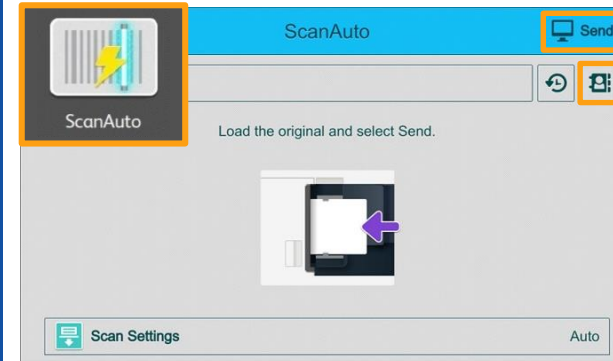 ScanAuto
Send
ScanAuto
Load the original and select Send.
Scan Settings
Auto